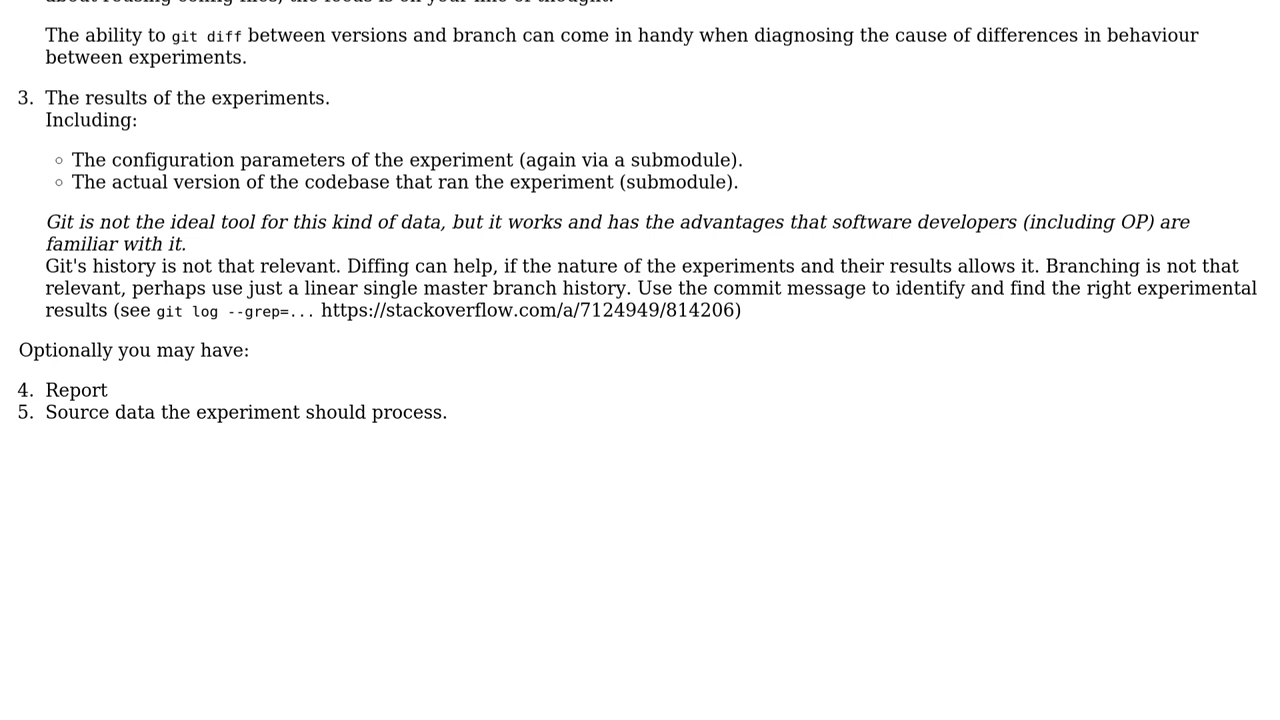 The ability to git diff between versions and branch can come in handy when diagnosing the cause of differences in behaviour
between experiments.
3. The results of the experiments.
Including:
◦ The configuration parameters of the experiment (again via a submodule).
◦ The actual version of the codebase that ran the experiment (submodule).
Git is not the ideal tool for this kind of data, but it works and has the advantages that software developers (including OP) are
familiar with it.
Git's history is not that relevant. Diffing can help, if the nature of the experiments and their results allows it. Branching is not that
relevant, perhaps use just a linear single master branch history. Use the commit message to identify and find the right experimental
results (see git log --grep=... https://stackoverflow.com/a/7124949/814206)
Optionally you may have:
4. Report
5. Source data the experiment should process.